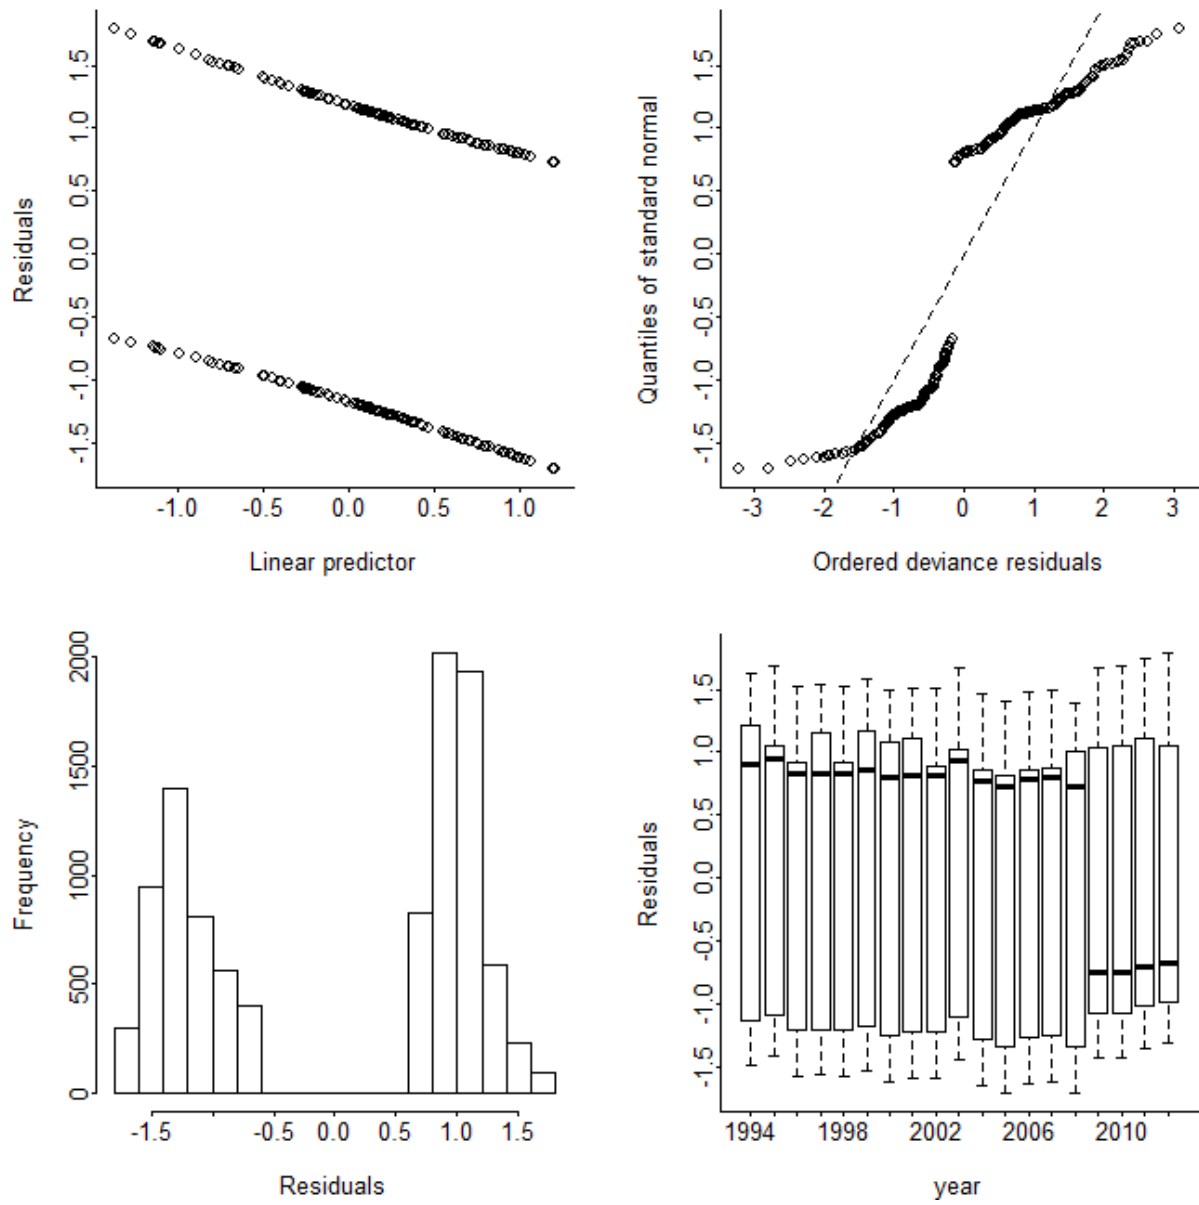 1.5
1.0
0.5
0.0
-0.5
-1.0
-1.5
Residuals
-1.0 -0.5 0.0 0.5 1.0
Linear predictor
1.5
1.0
0.5
0.0
-0.5
-1.0
-1.5
Quantiles of standard normal
-3 -2 -1 0 1 2 3
Ordered deviance residuals
2000
1500
1000
500
0
Frequency
-1.5 -0.5 0.0 0.5 1.0 1.5
Residuals
1.5
1.0
0.5
0.0
-0.5
-1.0
-1.5
Residuals
1994 1998 2002 2006 2010
year